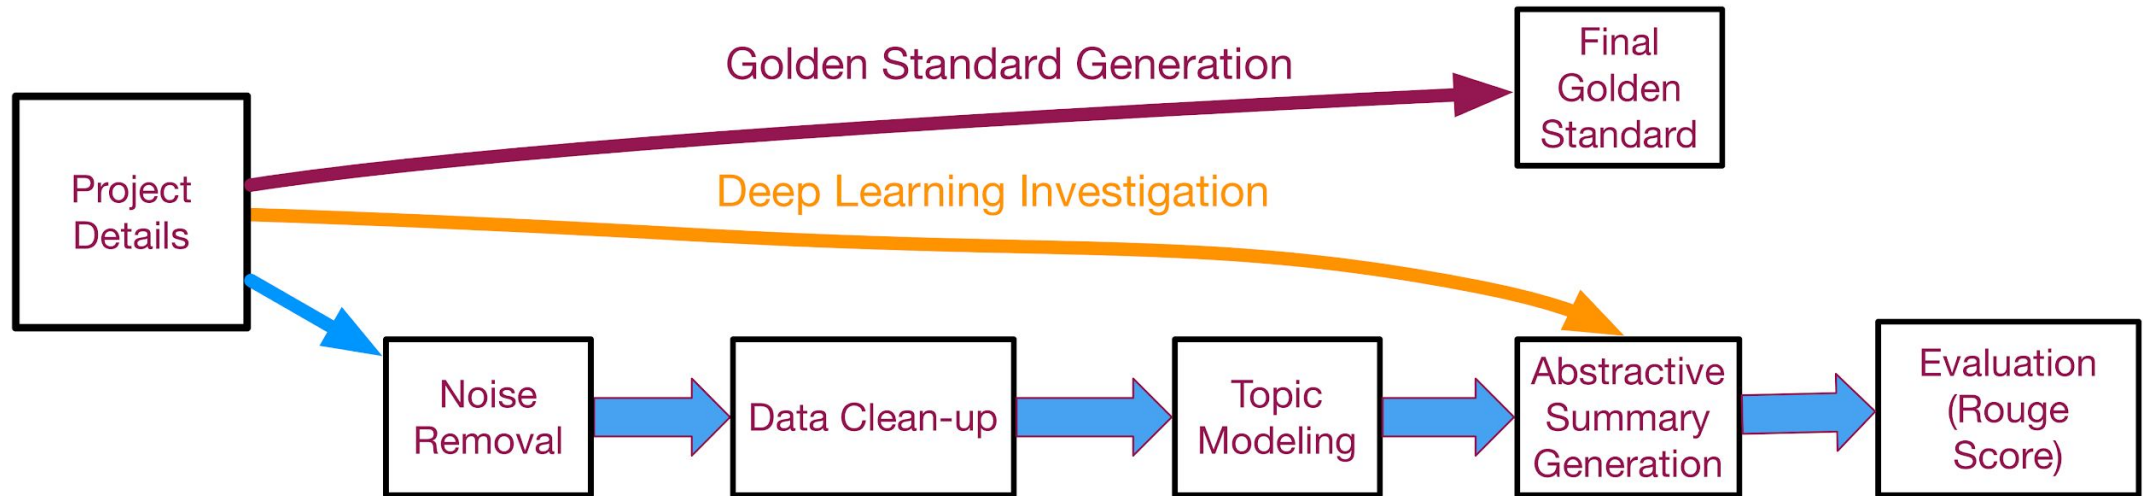 Golden Standard Generation
Final
Golden
Standard
Project
Details
Deep Learning Investigation
Noise
Removal
Data Clean-up
Topic
Modeling
Abstractive
Summary
Generation
Evaluation
(Rouge
Score)